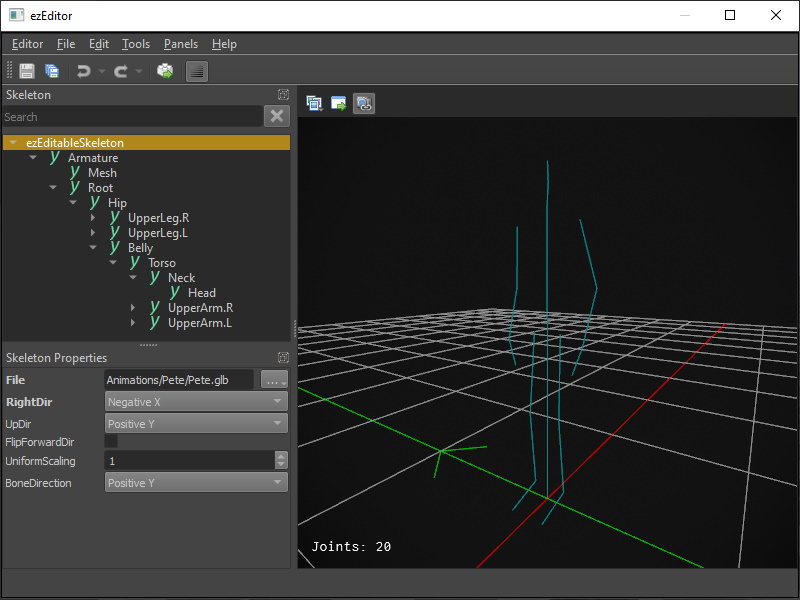 ezEditor
Editor File Edit Tools Panels Help
Skeleton
Search
ezEditableSkeleton
Armature
Mesh
Root
Hip
UpperLeg.R
UpperLeg.L
Belly
Torso
Neck
Head
UpperArm.R
UpperArm.L
Skeleton Properties
File Animations/Pete/Pete.glb ...
RightDir Negative X
UpDir Positive Y
FlipForwardDir
UniformScaling 1
BoneDirection Positive Y
Joints: 20